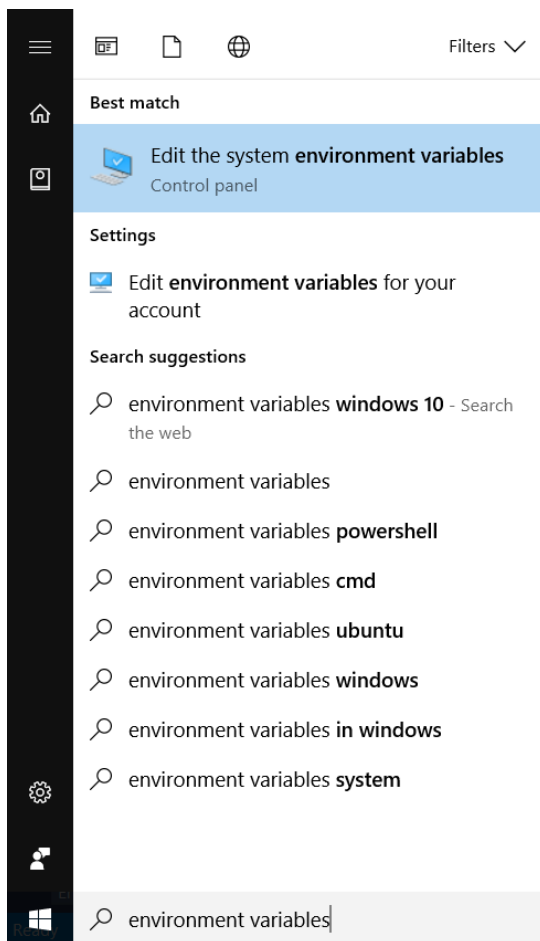 Filters
Best match
Edit the system environment variables
Control panel
Settings
Edit environment variables for your
account
Search suggestions
environment variables windows 10 - Search
the web
environment variables
environment variables powershell
environment variables cmd
environment variables ubuntu
environment variables windows
environment variables in windows
environment variables system
environment variables
Ready